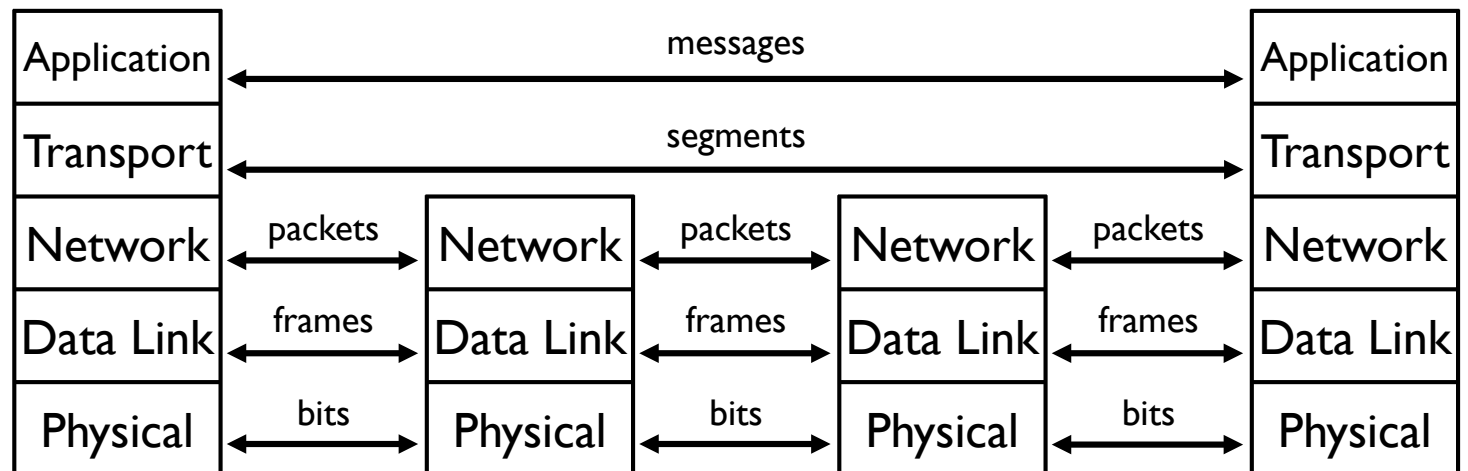 Application messages Application
Transport segments Transport
Network packets Network packets Network packets Network
Data Link frames Data Link frames Data Link frames Data Link
Physical bits Physical bits Physical bits Physical